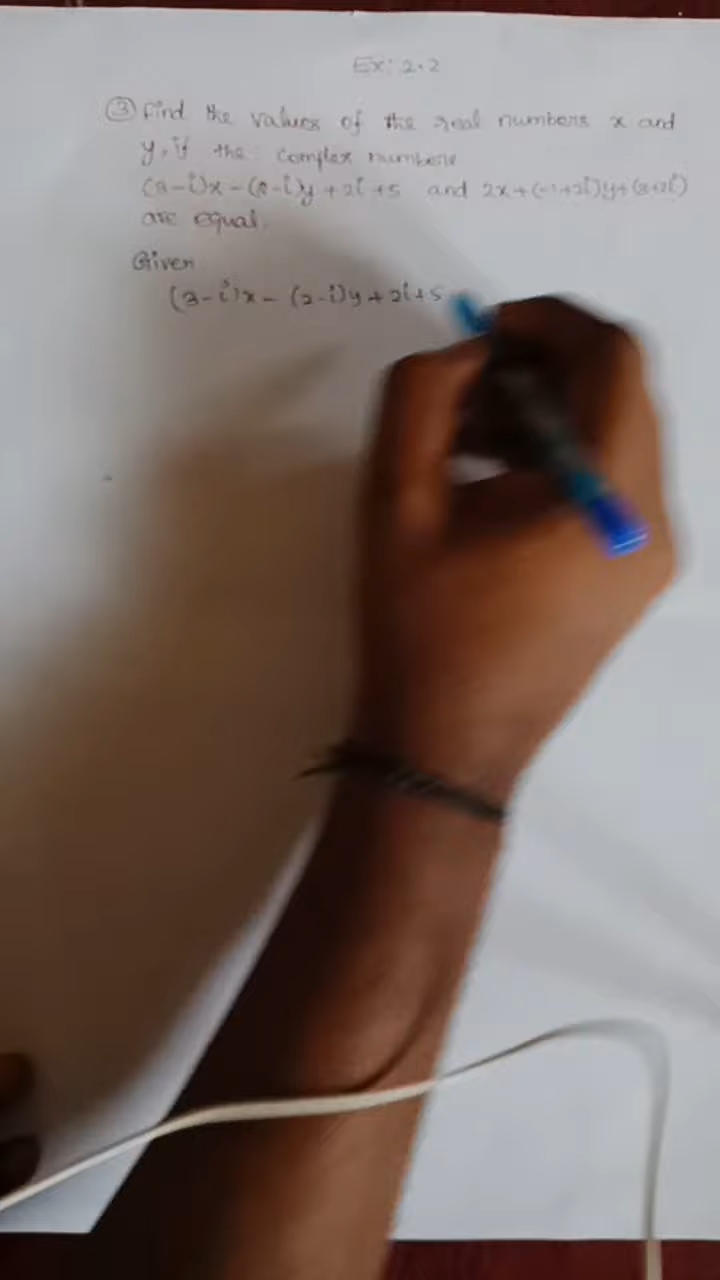 Ex: 2.2
③ Find the values of the real numbers x and
y, if the complex numbers
(3-i)x-(2-i)y+2i+5 and 2x+(-1+2i)y+(3+2i)
are equal.
Given
(3-i)x-(2-i)y+2i+5